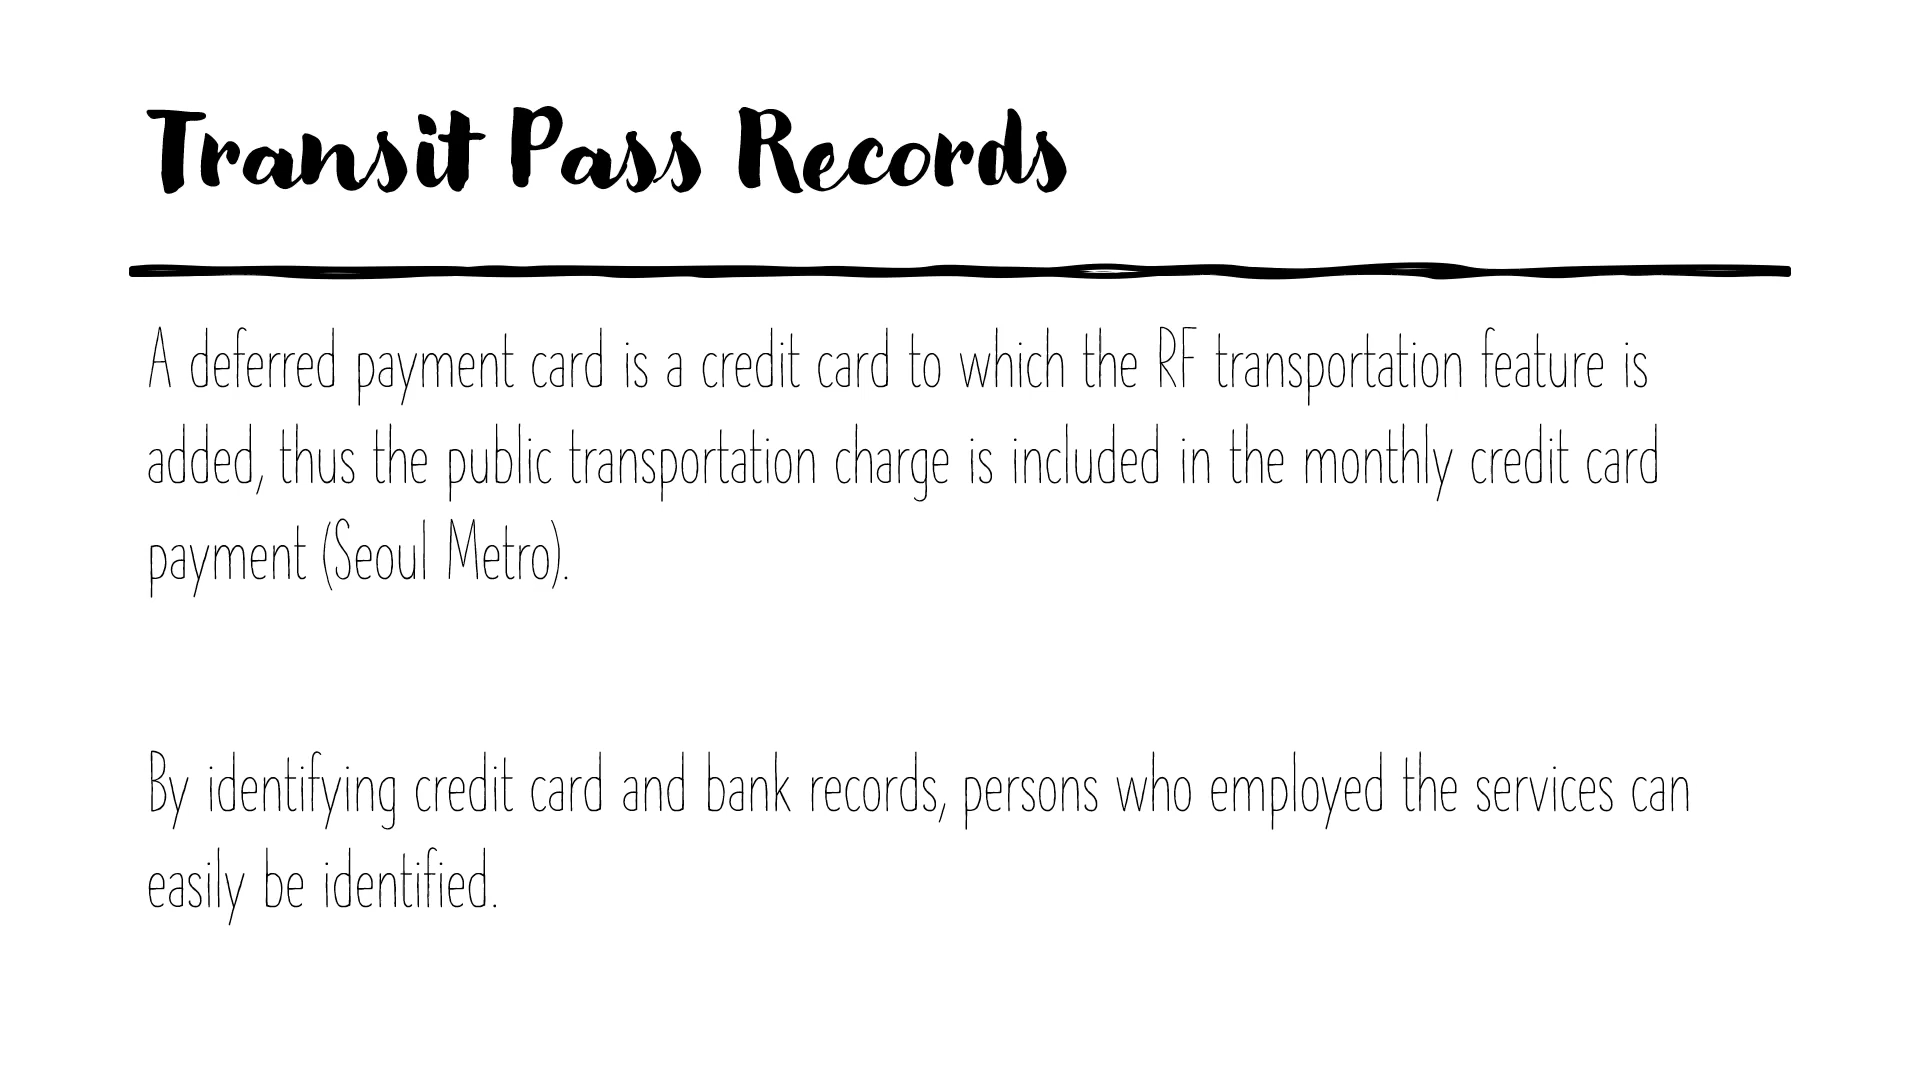 Transit Pass Records
A deferred payment card is a credit card to which the RF transportation feature is
added, thus the public transportation charge is included in the monthly credit card
payment (Seoul Metro).
By identifying credit card and bank records, persons who employed the services can
easily be identified.